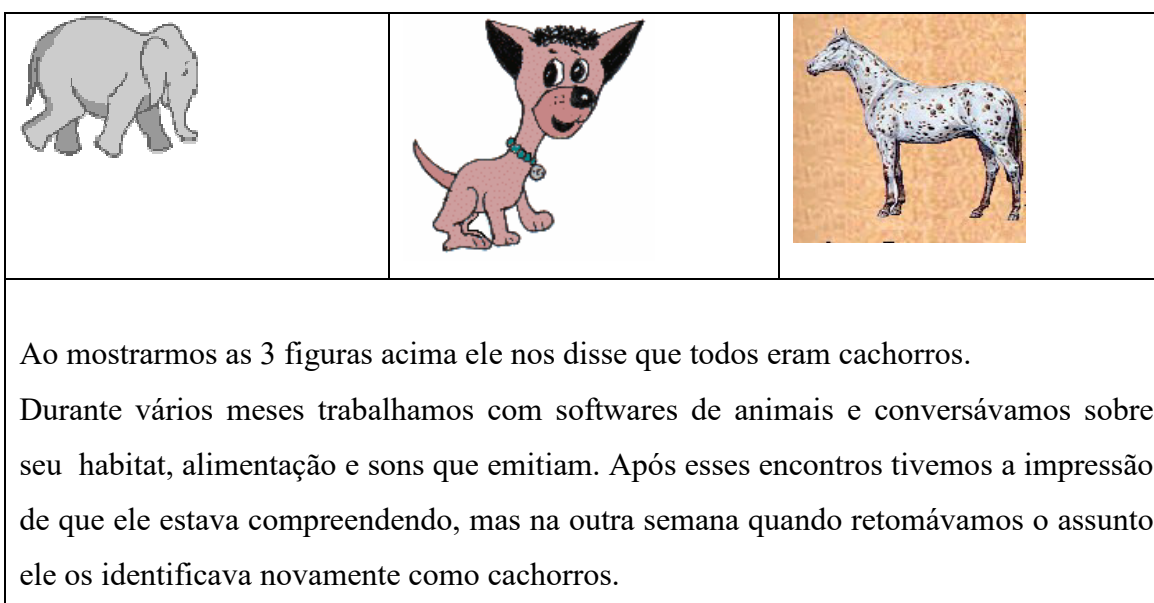 Ao mostrarmos as 3 figuras acima ele nos disse que todos eram cachorros.
Durante vários meses trabalhamos com softwares de animais e conversávamos sobre
seu habitat, alimentação e sons que emitiam. Após esses encontros tivemos a impressão
de que ele estava compreendendo, mas na outra semana quando retomávamos o assunto
ele os identificava novamente como cachorros.